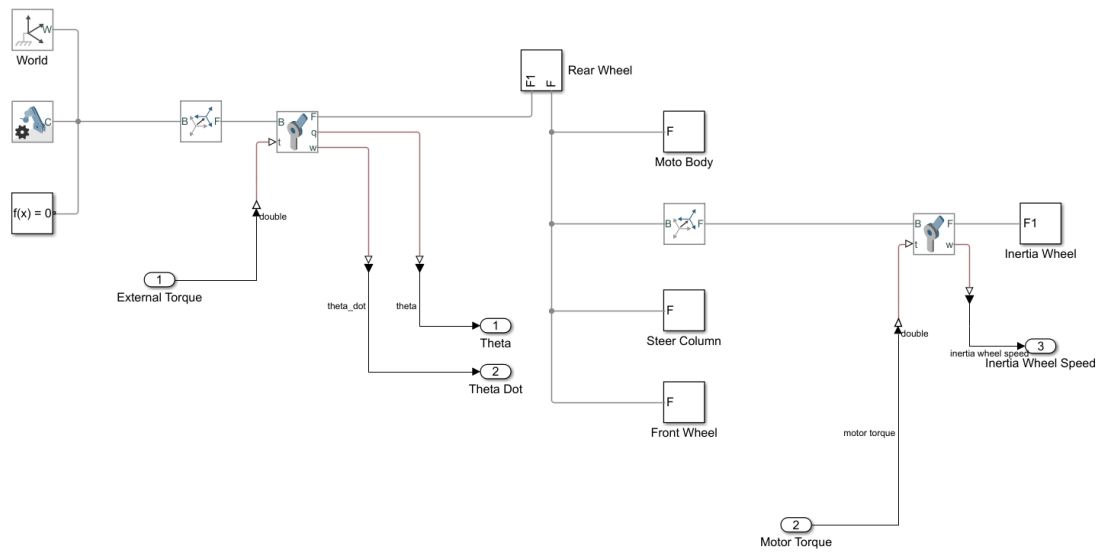 W
World
C
f(x) = 0
B F
B F
t q
w
F1 F
Rear Wheel
F
Moto Body
B F
B F
t w
F1
Inertia Wheel
double
1
External Torque
theta_dot
theta
1
Theta
2
Theta Dot
F
Steer Column
F
Front Wheel
double
inertia wheel speed
3
Inertia Wheel Speed
motor torque
2
Motor Torque